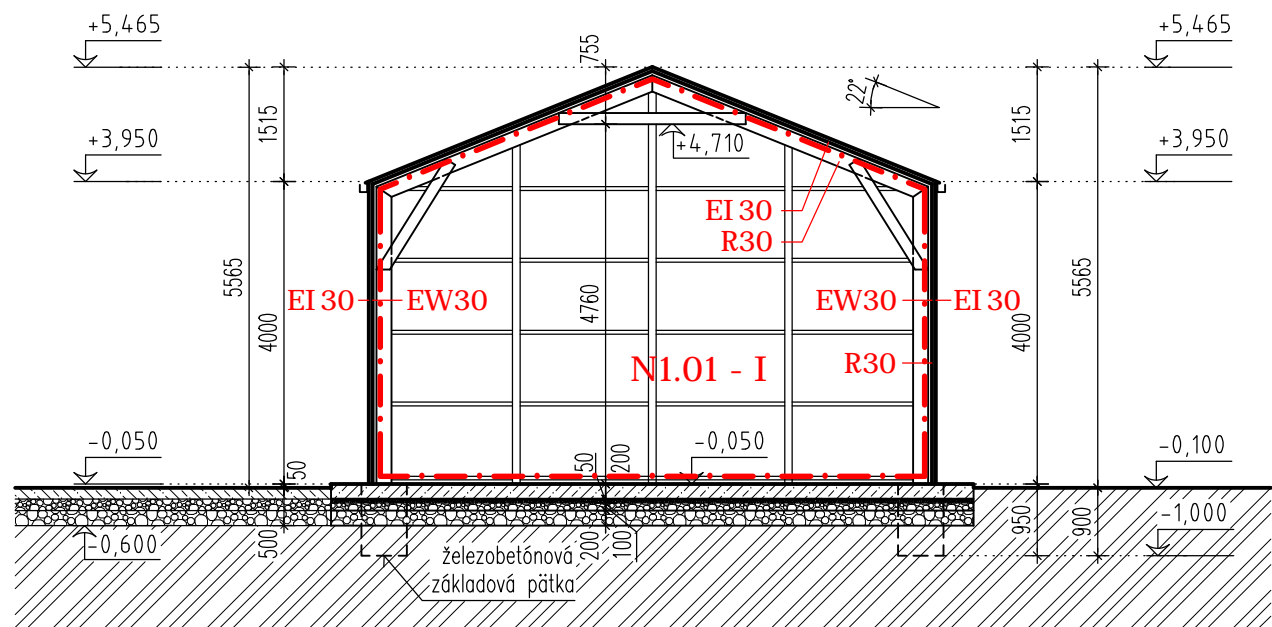 +5,465
755
+5,465
1515
22°
1515
+3,950
+4,710
+3,950
EI 30
R30
5565
4000
EI 30
EW30
4760
EW30
EI 30
4000
5565
N1.01 - I
R30
-0,050
50
50
200
-0,050
-0,100
-0,600
500
200
100
950
900
-1,000
železobetónová
základová pätka